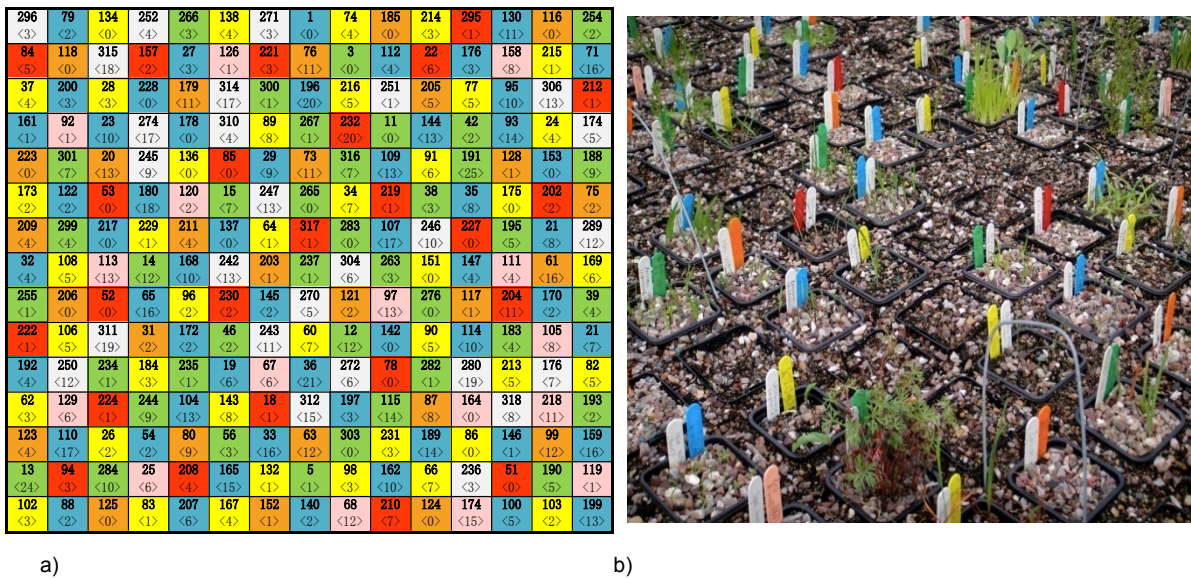 296 79 134 252 266 138 271 1 74 185 214 295 130 116 254
<3> <2> <0> <4> <3> <4> <3> <0> <4> <0> <3> <1> <11> <0> <2>
84 118 315 157 27 126 221 76 3 112 22 176 158 215 71
<5> <0> <18> <2> <3> <1> <3> <11> <0> <4> <6> <3> <8> <1> <16>
37 200 28 228 179 314 300 196 216 251 205 77 95 306 212
<4> <3> <3> <0> <11> <17> <1> <20> <5> <1> <5> <5> <10> <13> <1>
161 92 23 274 178 310 89 267 232 11 144 42 93 24 174
<1> <1> <10> <17> <0> <4> <8> <1> <20> <0> <13> <2> <14> <4> <5>
223 301 20 245 136 85 29 73 316 109 91 191 128 153 188
<0> <7> <13> <9> <0> <0> <9> <11> <7> <13> <6> <25> <1> <0> <9>
173 122 53 180 120 15 247 265 34 219 38 35 175 202 75
<2> <2> <0> <18> <2> <7> <13> <0> <7> <1> <3> <8> <0> <2> <2>
209 299 217 229 211 137 64 317 283 107 246 227 195 21 289
<4> <4> <0> <1> <4> <0> <1> <1> <0> <17> <10> <0> <5> <8> <12>
32 108 113 14 168 242 203 237 304 263 151 147 111 61 169
<4> <5> <13> <12> <10> <13> <1> <1> <6> <3> <0> <4> <4> <16> <6>
255 206 52 65 96 230 145 270 121 97 276 117 204 170 39
<1> <0> <0> <16> <2> <2> <2> <5> <2> <13> <0> <1> <11> <2> <4>
222 106 311 31 172 46 243 60 12 142 90 114 183 105 21
<1> <5> <19> <2> <2> <2> <11> <7> <12> <0> <5> <10> <4> <8> <7>
192 250 234 184 235 19 67 36 272 78 282 280 213 176 82
<4> <12> <1> <3> <1> <6> <6> <21> <6> <0> <1> <19> <5> <7> <5>
62 129 224 244 104 143 18 312 197 115 87 164 318 218 193
<3> <6> <1> <9> <13> <8> <1> <15> <3> <14> <8> <0> <8> <11> <2>
123 110 26 54 80 56 33 63 303 231 189 86 146 99 159
<4> <17> <2> <2> <9> <3> <16> <12> <0> <3> <14> <0> <1> <12> <16>
13 94 284 25 208 165 132 5 98 162 66 236 51 190 119
<24> <3> <10> <6> <4> <15> <1> <1> <3> <10> <7> <3> <0> <5> <1>
102 88 125 83 207 167 152 140 68 210 124 174 100 103 199
<3> <2> <0> <1> <6> <4> <1> <2> <12> <7> <0> <15> <5> <2> <13>
a) b)